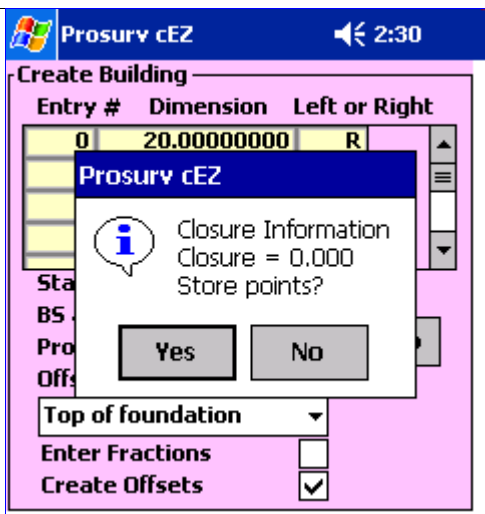 Prosurv cEZ 2:30
Create Building
Entry # Dimension Left or Right
0 20.00000000 R
Prosurv cEZ
Closure Information
Closure = 0.000
Store points?
Yes No
BS
Top of foundation
Enter Fractions
Create Offsets